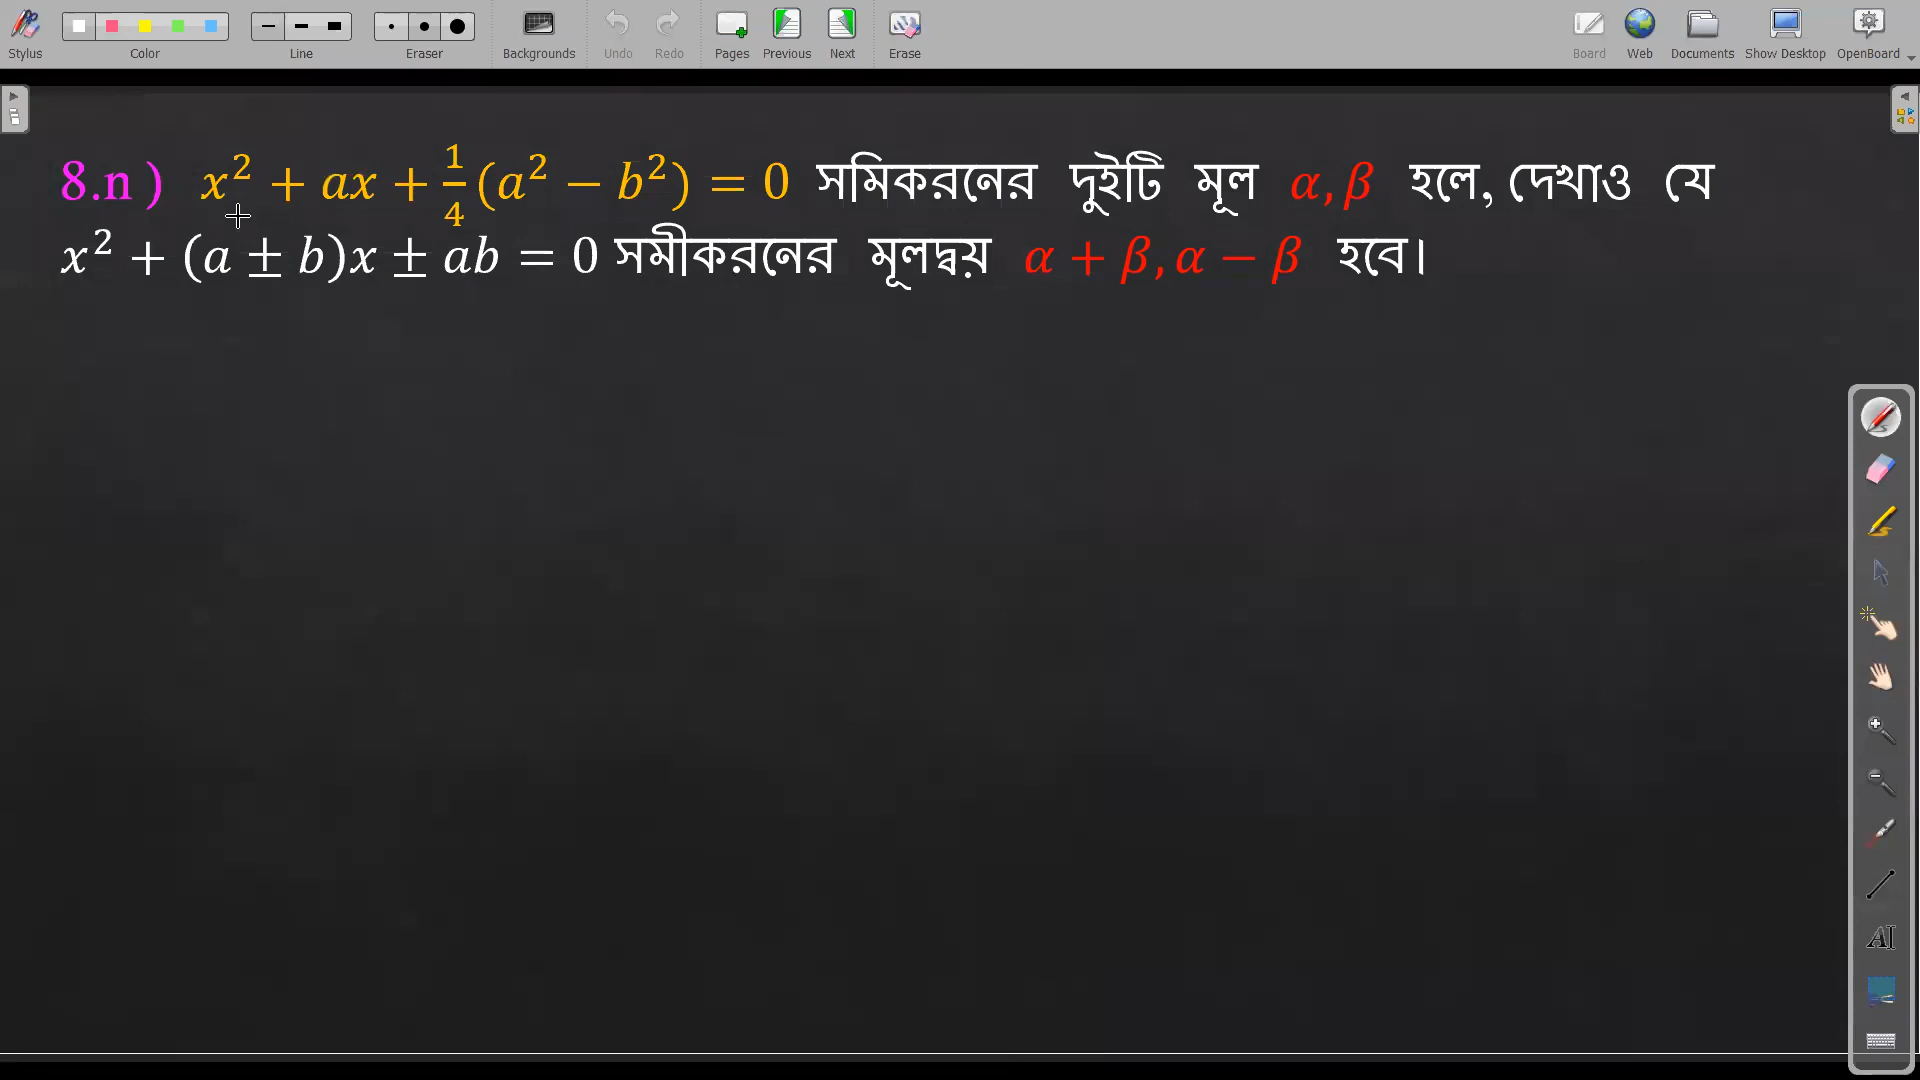 Stylus Color Line Eraser Backgrounds Undo Redo Pages Previous Next Erase Board Web Documents Show Desktop OpenBoard
8.n ) x² + ax + 1/4 (a² − b²) = 0 সমিকরনের দুইটি মূল α, β হলে, দেখাও যে
x² + (a ± b)x ± ab = 0 সমীকরনের মূলদ্বয় α + β, α − β হবে।